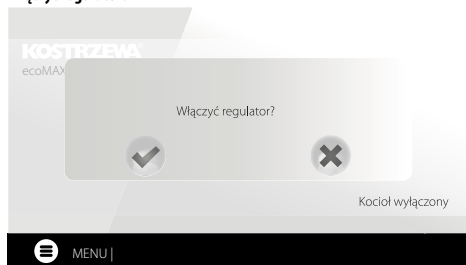 KOSTRZEWA
ecoMAX
Włączyć regulator?
Kocioł wyłączony
MENU |